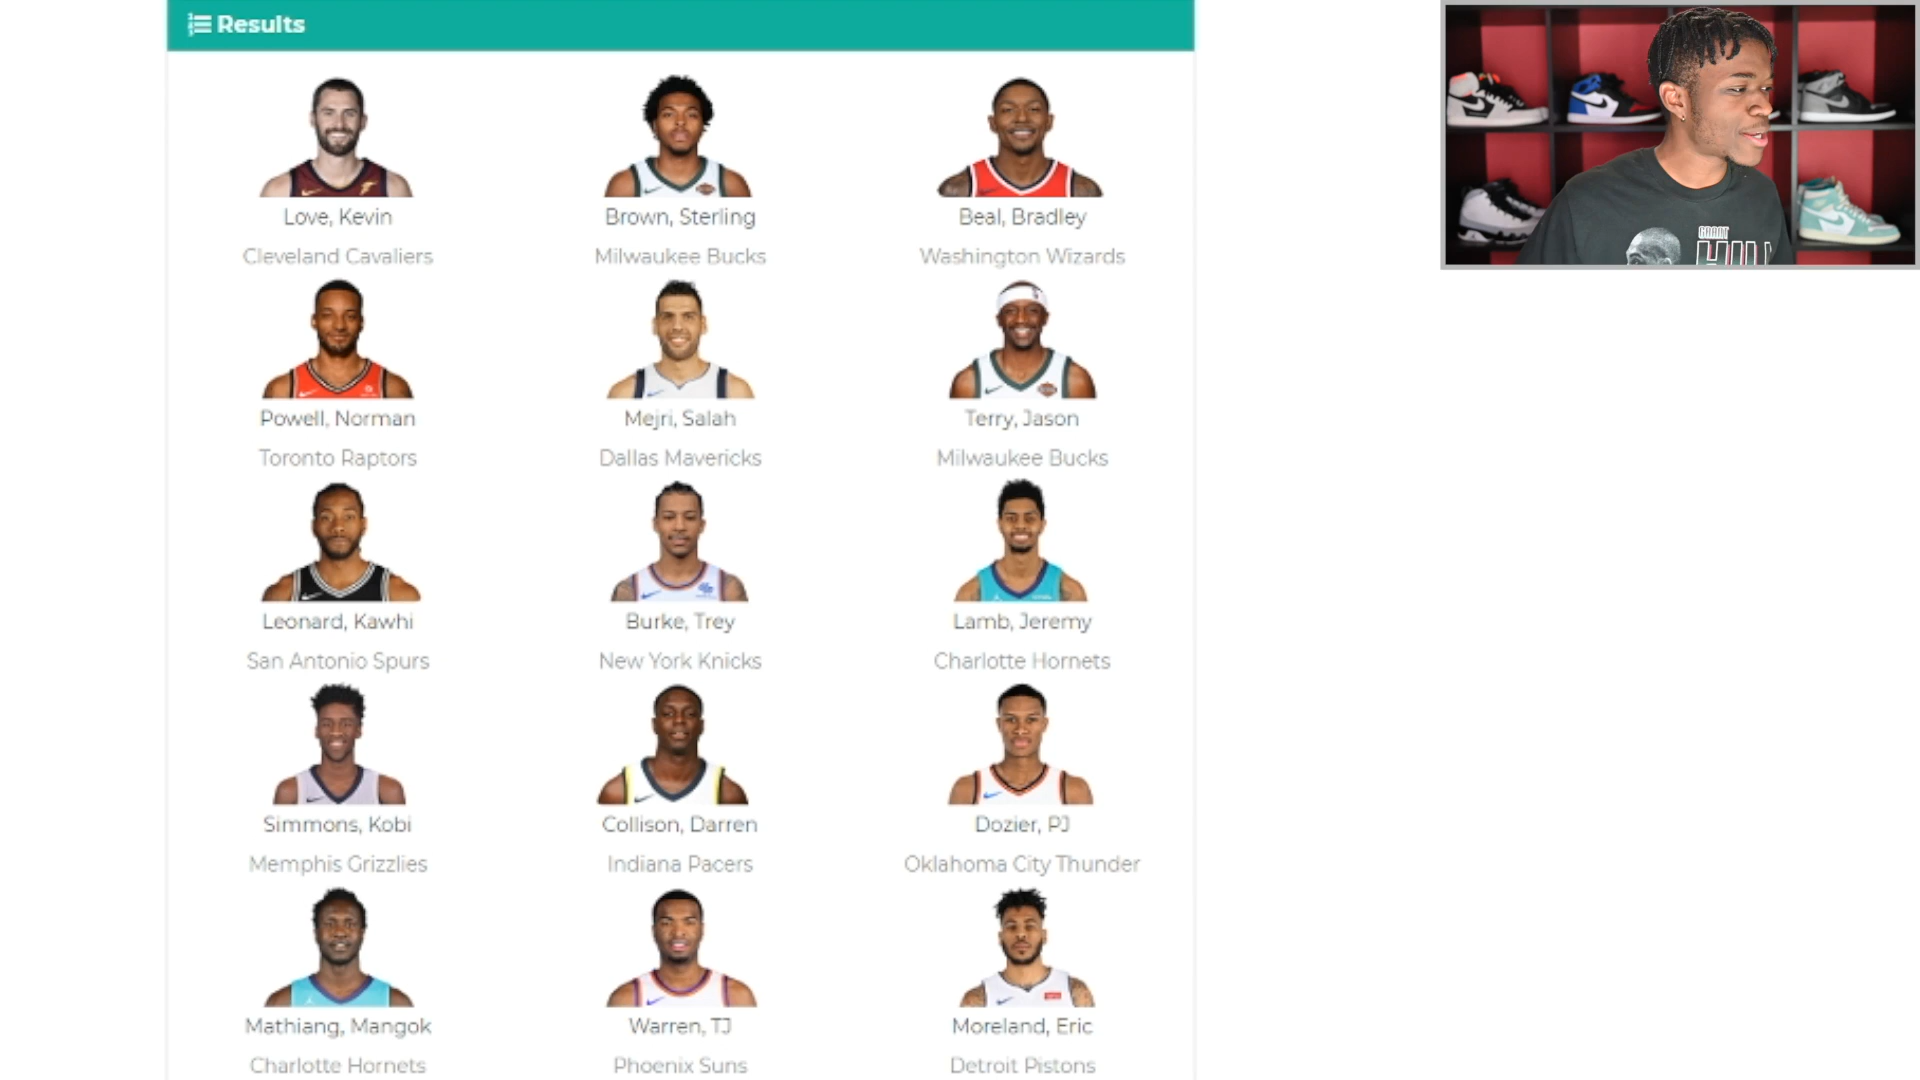 Results
Love, Kevin
Cleveland Cavaliers
Brown, Sterling
Milwaukee Bucks
Beal, Bradley
Washington Wizards
Powell, Norman
Toronto Raptors
Mejri, Salah
Dallas Mavericks
Terry, Jason
Milwaukee Bucks
Leonard, Kawhi
San Antonio Spurs
Burke, Trey
New York Knicks
Lamb, Jeremy
Charlotte Hornets
Simmons, Kobi
Memphis Grizzlies
Collison, Darren
Indiana Pacers
Dozier, PJ
Oklahoma City Thunder
Mathiang, Mangok
Charlotte Hornets
Warren, TJ
Phoenix Suns
Moreland, Eric
Detroit Pistons
GRANT
HILL